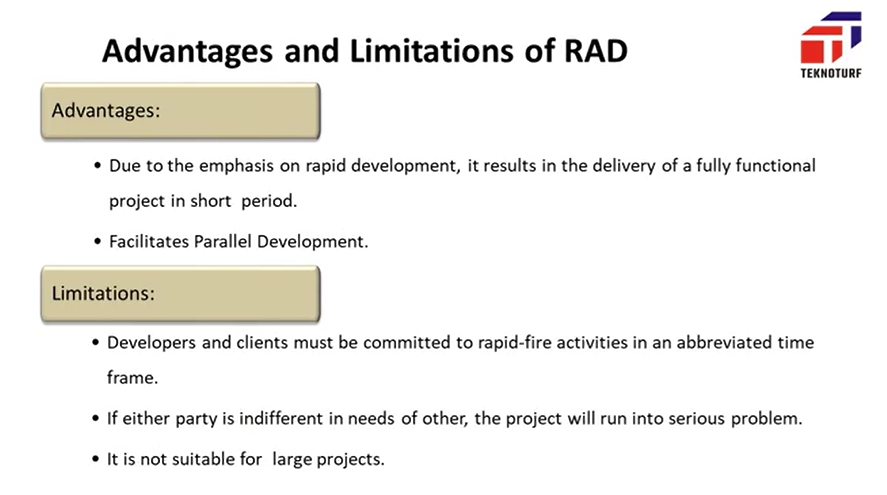 Advantages and Limitations of RAD
TEKNOTURF
Advantages:
• Due to the emphasis on rapid development, it results in the delivery of a fully functional
project in short period.
• Facilitates Parallel Development.
Limitations:
• Developers and clients must be committed to rapid-fire activities in an abbreviated time
frame.
• If either party is indifferent in needs of other, the project will run into serious problem.
• It is not suitable for large projects.